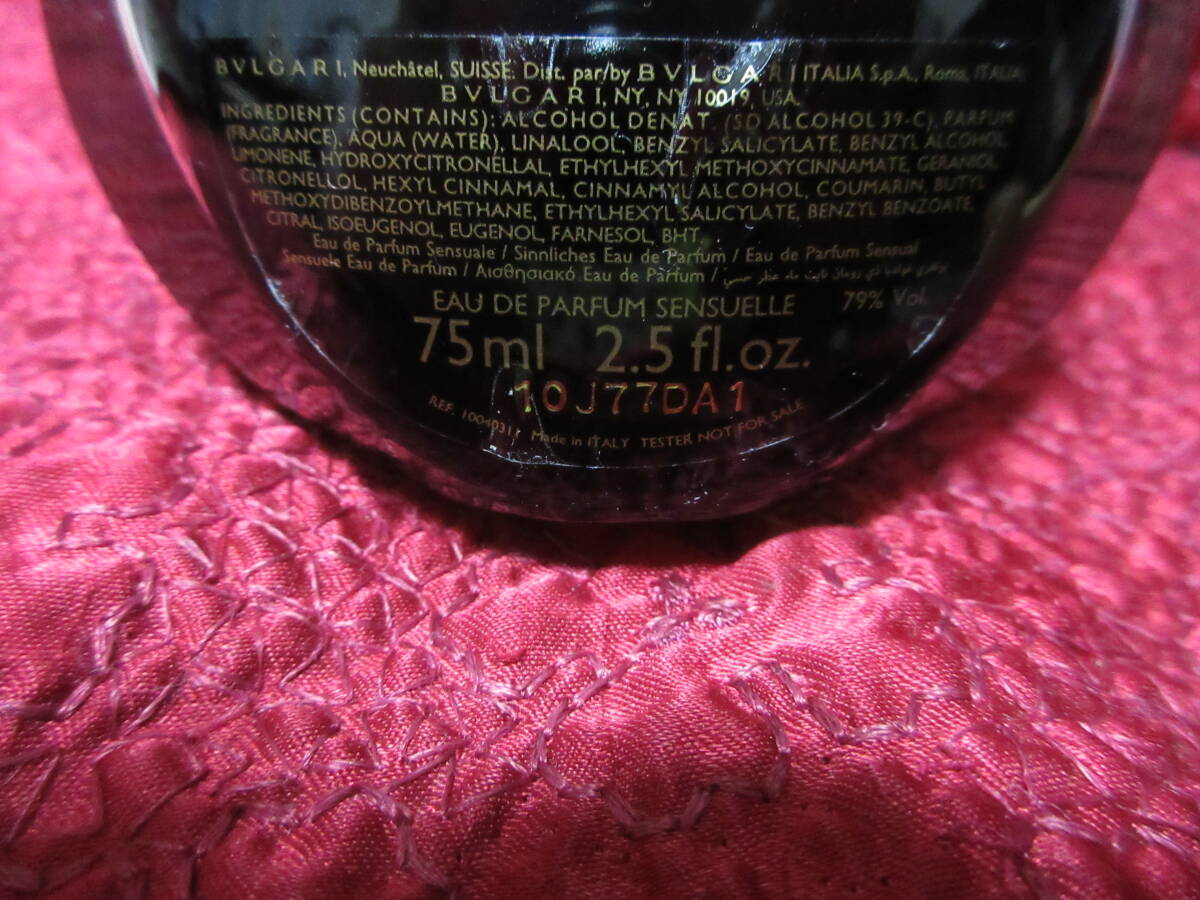 BVLGARI, Neuchâtel, SUISSE. Dist. par/by BVLGARI ITALIA S.p.A., Roma, ITALIA
BVLGARI, NY, NY 10019, USA.
INGREDIENTS (CONTAINS): ALCOHOL DENAT. (SD ALCOHOL 39-C), PARFUM
(FRAGRANCE), AQUA (WATER), LINALOOL, BENZYL SALICYLATE, BENZYL ALCOHOL,
LIMONENE, HYDROXYCITRONELLAL, ETHYLHEXYL METHOXYCINNAMATE, GERANIOL,
CITRONELLOL, HEXYL CINNAMAL, CINNAMYL ALCOHOL, COUMARIN, BUTYL
METHOXYDIBENZOYLMETHANE, ETHYLHEXYL SALICYLATE, BENZYL BENZOATE,
CITRAL, ISOEUGENOL, EUGENOL, FARNESOL, BHT.
Eau de Parfum Sensuale / Sinnliches Eau de Parfum / Eau de Parfum Sensual
Sensuele Eau de Parfum / Αισθησιακό Eau de Parfum /
EAU DE PARFUM SENSUELLE 79% Vol.
75ml 2.5 fl.oz.
10J77DA1
REF. 10040311 Made in ITALY TESTER NOT FOR SALE